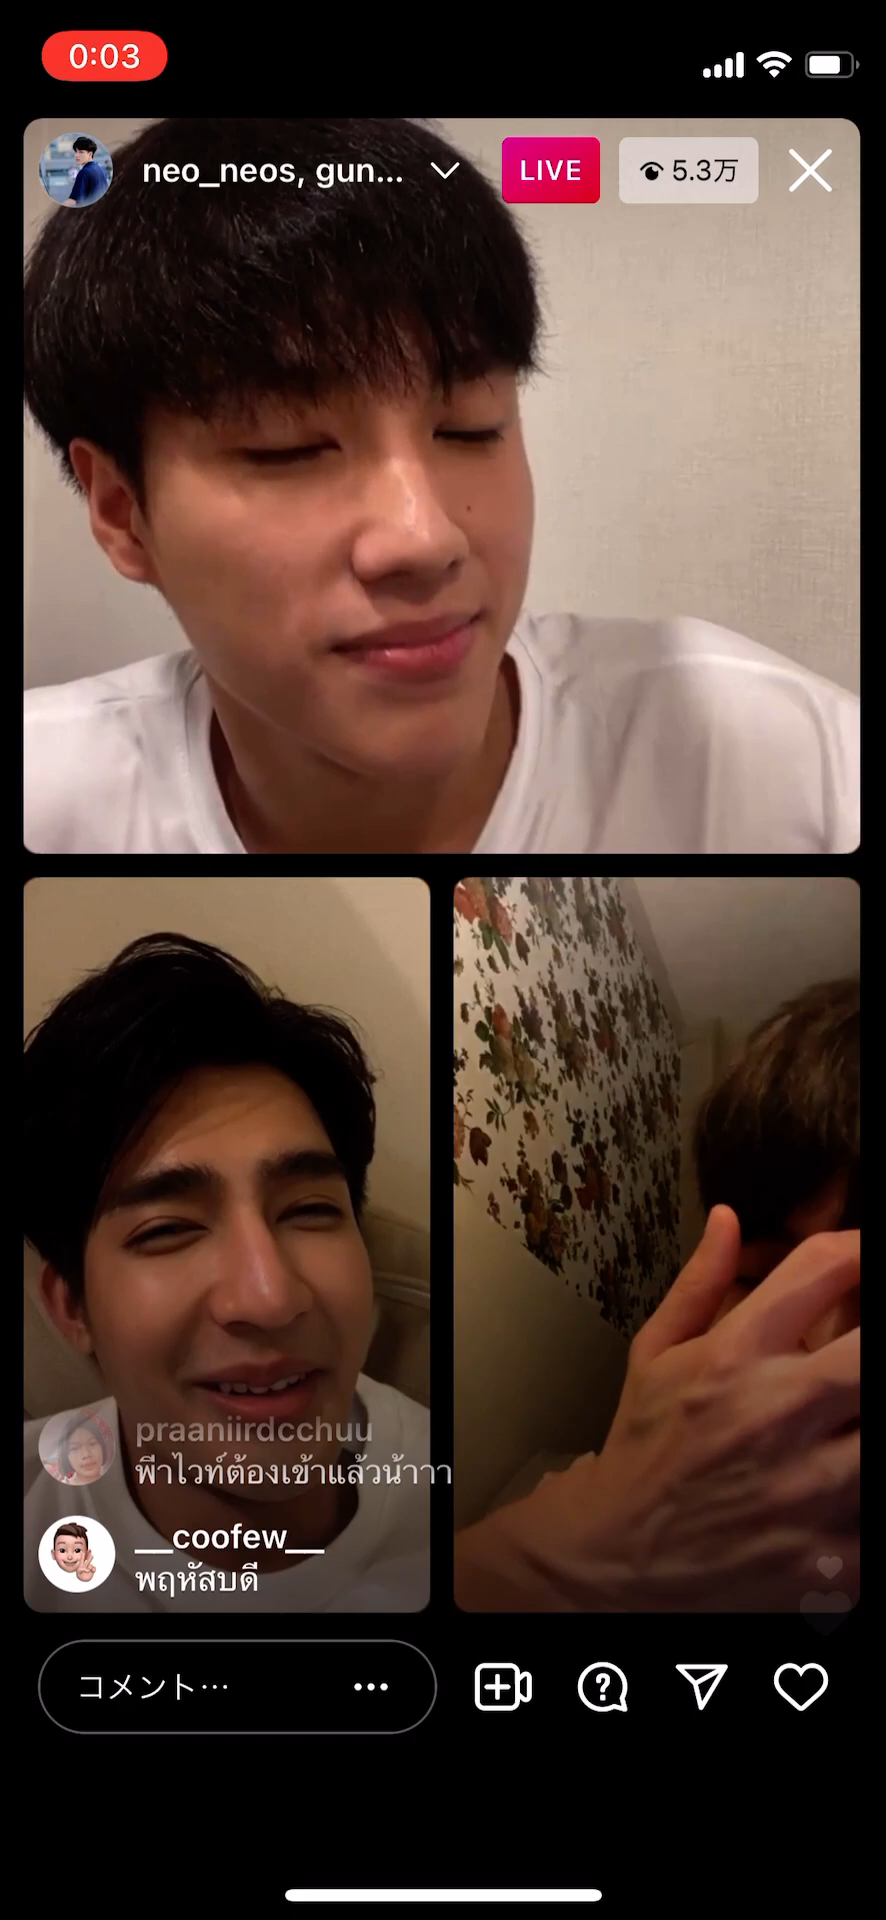 0:03
neo_neos, gun...
LIVE
5.3万
praaniirdcchuu
พีาไวท์ต้องเข้าแล้วน้าาา
__coofew__
พฤหัสบดี
コメント…